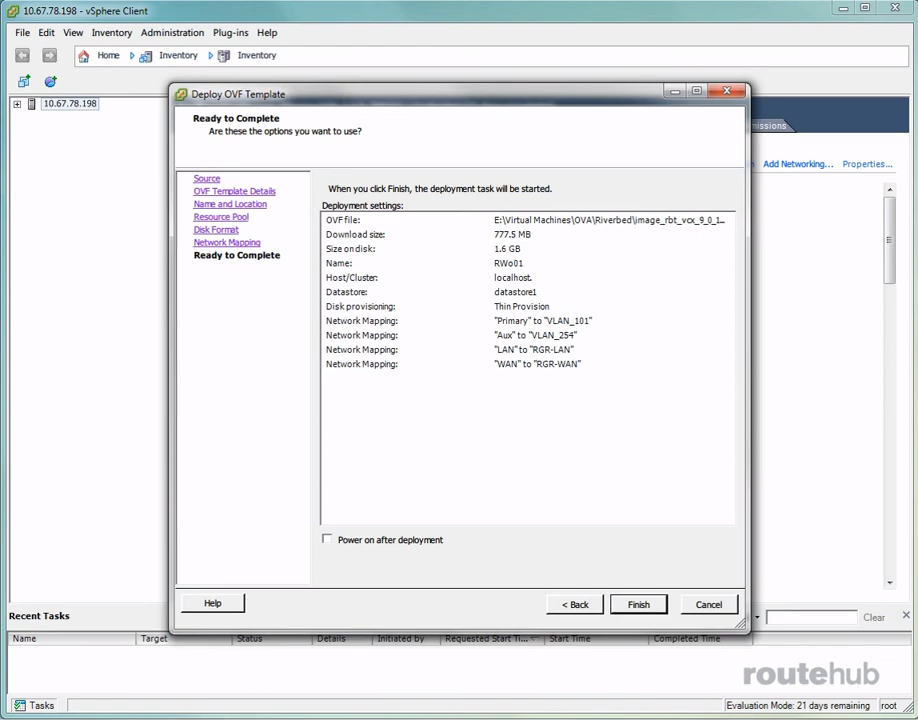 10.67.78.198 - vSphere Client
File Edit View Inventory Administration Plug-ins Help
Home Inventory Inventory
10.67.78.198
Deploy OVF Template
Ready to Complete
Are these the options you want to use?
missions
Add Networking... Properties...
Source
OVF Template Details
Name and Location
Resource Pool
Disk Format
Network Mapping
Ready to Complete
When you click Finish, the deployment task will be started.
Deployment settings:
OVF file: E:\Virtual Machines\OVA\Riverbed\image_rbt_vcx_9_0_1...
Download size: 777.5 MB
Size on disk: 1.6 GB
Name: RWo01
Host/Cluster: localhost.
Datastore: datastore1
Disk provisioning: Thin Provision
Network Mapping: "Primary" to "VLAN_101"
Network Mapping: "Aux" to "VLAN_254"
Network Mapping: "LAN" to "RGR-LAN"
Network Mapping: "WAN" to "RGR-WAN"
Power on after deployment
Help < Back Finish Cancel
Recent Tasks Clear
Name Target Status Details Initiated by Requested Start Ti... Start Time Completed Time
routehub
Tasks Evaluation Mode: 21 days remaining root